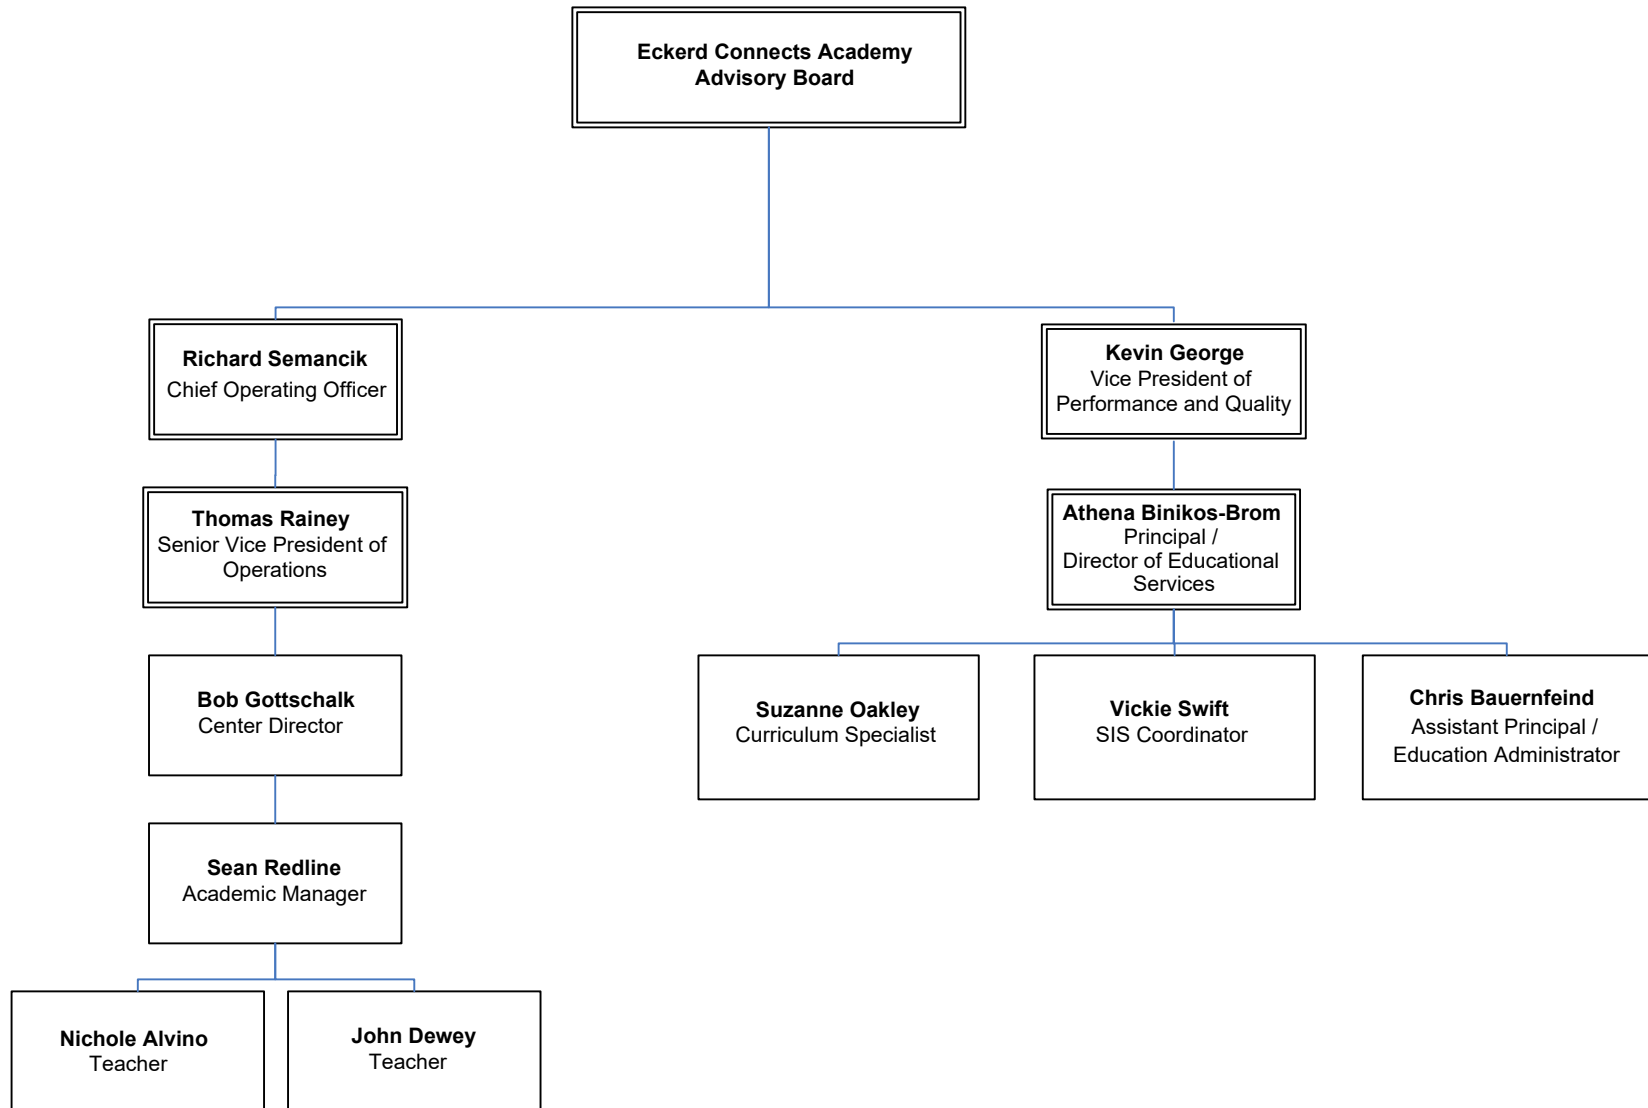 Eckerd Connects Academy
Advisory Board
Richard Semancik
Chief Operating Officer
Kevin George
Vice President of
Performance and Quality
Thomas Rainey
Senior Vice President of
Operations
Athena Binikos-Brom
Principal /
Director of Educational
Services
Bob Gottschalk
Center Director
Suzanne Oakley
Curriculum Specialist
Vickie Swift
SIS Coordinator
Chris Bauernfeind
Assistant Principal /
Education Administrator
Sean Redline
Academic Manager
Nichole Alvino
Teacher
John Dewey
Teacher